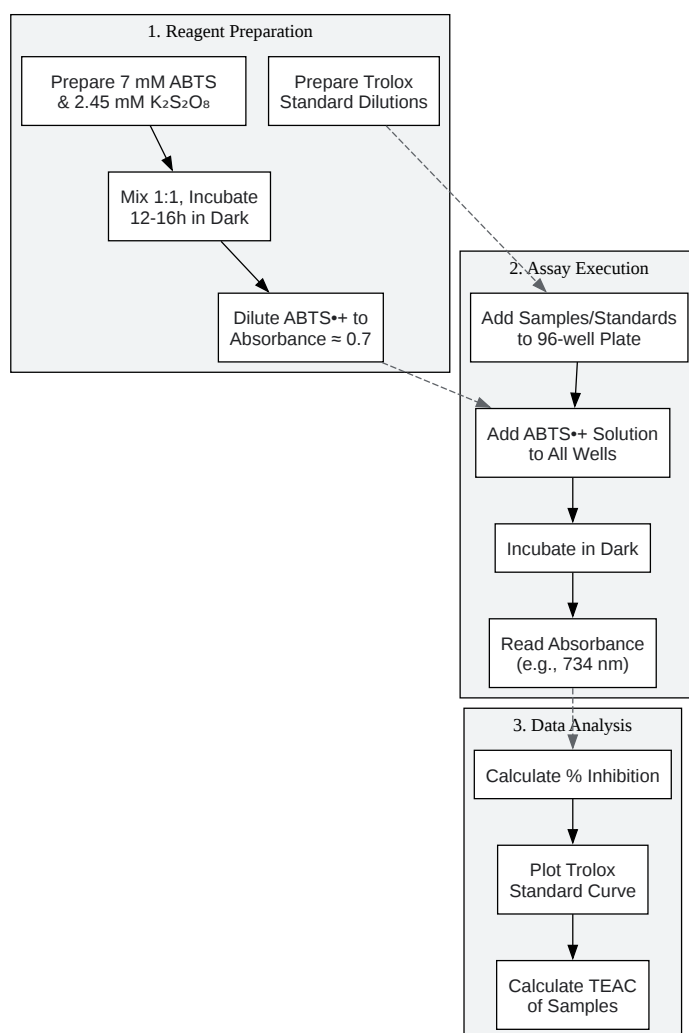 1. Reagent Preparation
Prepare 7 mM ABTS
& 2.45 mM K₂S₂O₈
Prepare Trolox
Standard Dilutions
Mix 1:1, Incubate
12-16h in Dark
Dilute ABTS•+ to
Absorbance ≈ 0.7
2. Assay Execution
Add Samples/Standards
to 96-well Plate
Add ABTS•+ Solution
to All Wells
Incubate in Dark
Read Absorbance
(e.g., 734 nm)
3. Data Analysis
Calculate % Inhibition
Plot Trolox
Standard Curve
Calculate TEAC
of Samples